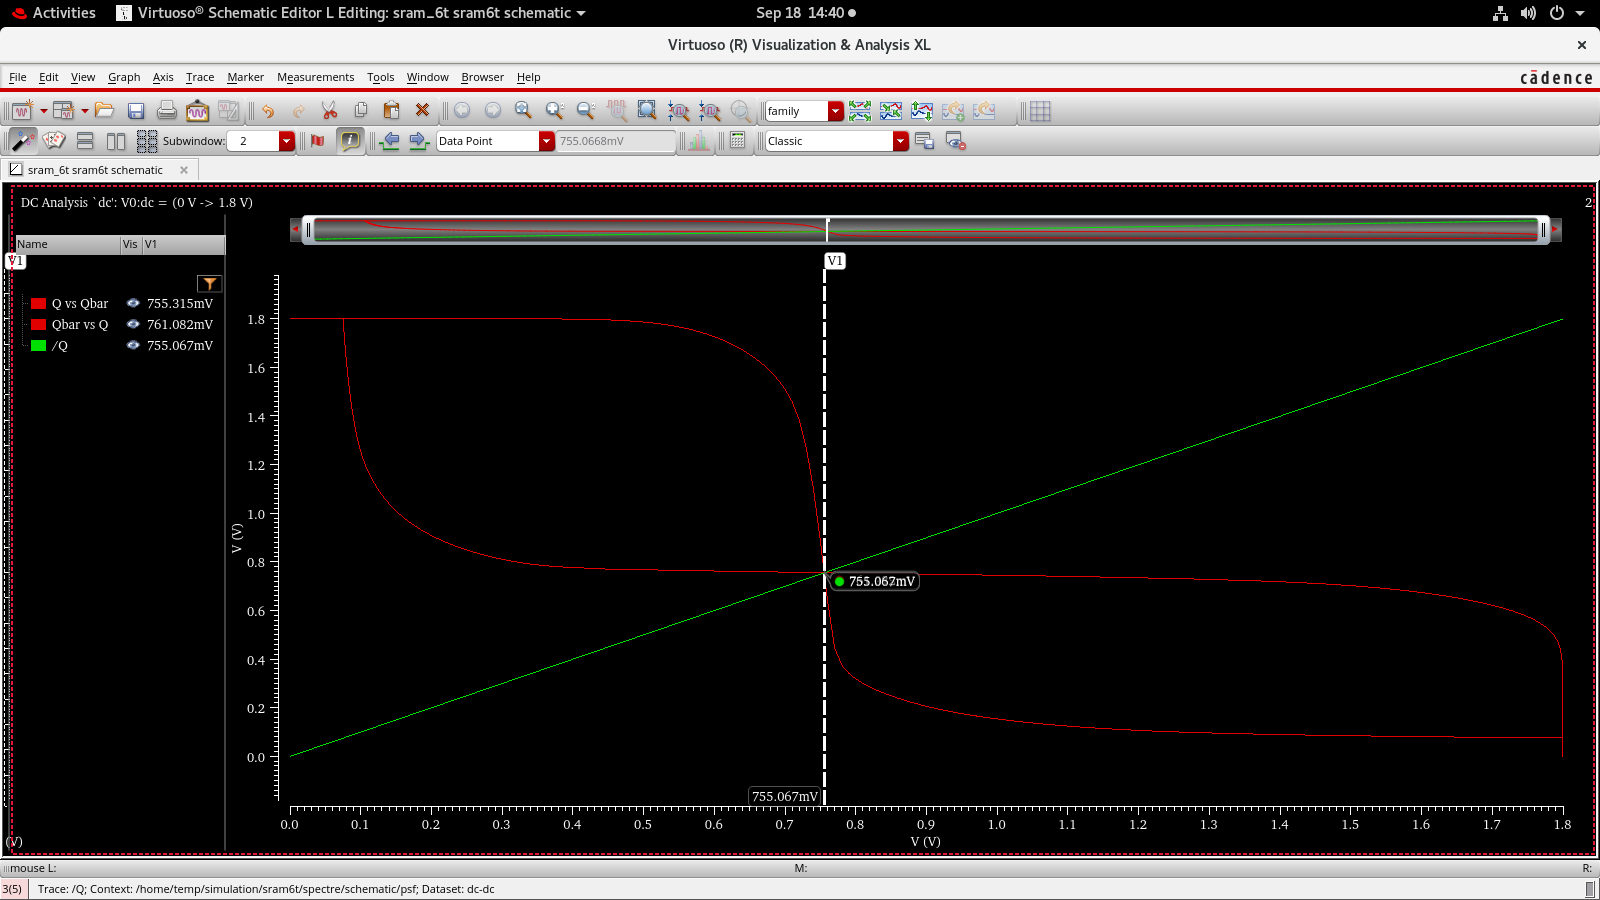 Activities Virtuoso® Schematic Editor L Editing: sram_6t sram6t schematic Sep 18 14:40
Virtuoso (R) Visualization & Analysis XL
File Edit View Graph Axis Trace Marker Measurements Tools Window Browser Help cādence
family
Subwindow: 2 Data Point 755.0668mV Classic
sram_6t sram6t schematic
DC Analysis `dc': V0:dc = (0 V -> 1.8 V) 2
Name Vis V1
V1 V1
Q vs Qbar 755.315mV
Qbar vs Q 761.082mV
/Q 755.067mV
1.8
1.6
1.4
1.2
1.0
V (V)
0.8
755.067mV
0.6
0.4
0.2
0.0
755.067mV
0.0 0.1 0.2 0.3 0.4 0.5 0.6 0.7 0.8 0.9 1.0 1.1 1.2 1.3 1.4 1.5 1.6 1.7 1.8
(V) V (V)
mouse L: M: R:
3(5) Trace: /Q; Context: /home/temp/simulation/sram6t/spectre/schematic/psf; Dataset: dc-dc